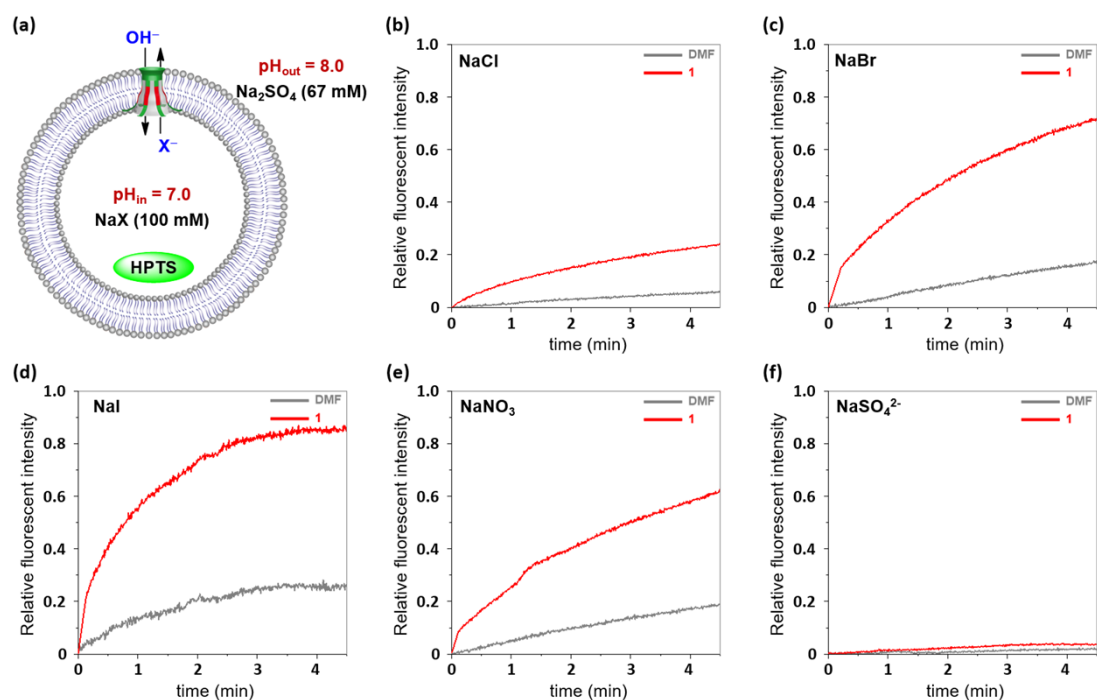 (a)
OH⁻
pH_out = 8.0
Na₂SO₄ (67 mM)
X⁻
pH_in = 7.0
NaX (100 mM)
HPTS
(b)
NaCl
DMF
1
Relative fluorescent intensity
1.0
0.8
0.6
0.4
0.2
0
0 1 2 3 4
time (min)
(c)
NaBr
DMF
1
Relative fluorescent intensity
1.0
0.8
0.6
0.4
0.2
0
0 1 2 3 4
time (min)
(d)
NaI
DMF
1
Relative fluorescent intensity
1.0
0.8
0.6
0.4
0.2
0
0 1 2 3 4
time (min)
(e)
NaNO₃
DMF
1
Relative fluorescent intensity
1.0
0.8
0.6
0.4
0.2
0
0 1 2 3 4
time (min)
(f)
NaSO₄²⁻
DMF
1
Relative fluorescent intensity
1.0
0.8
0.6
0.4
0.2
0
0 1 2 3 4
time (min)